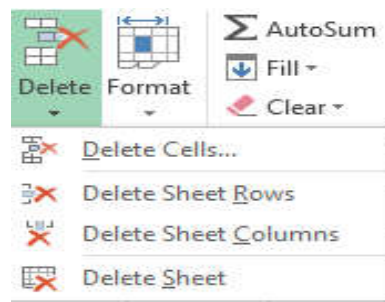 Delete
Format
AutoSum
Fill
Clear
Delete Cells...
Delete Sheet Rows
Delete Sheet Columns
Delete Sheet